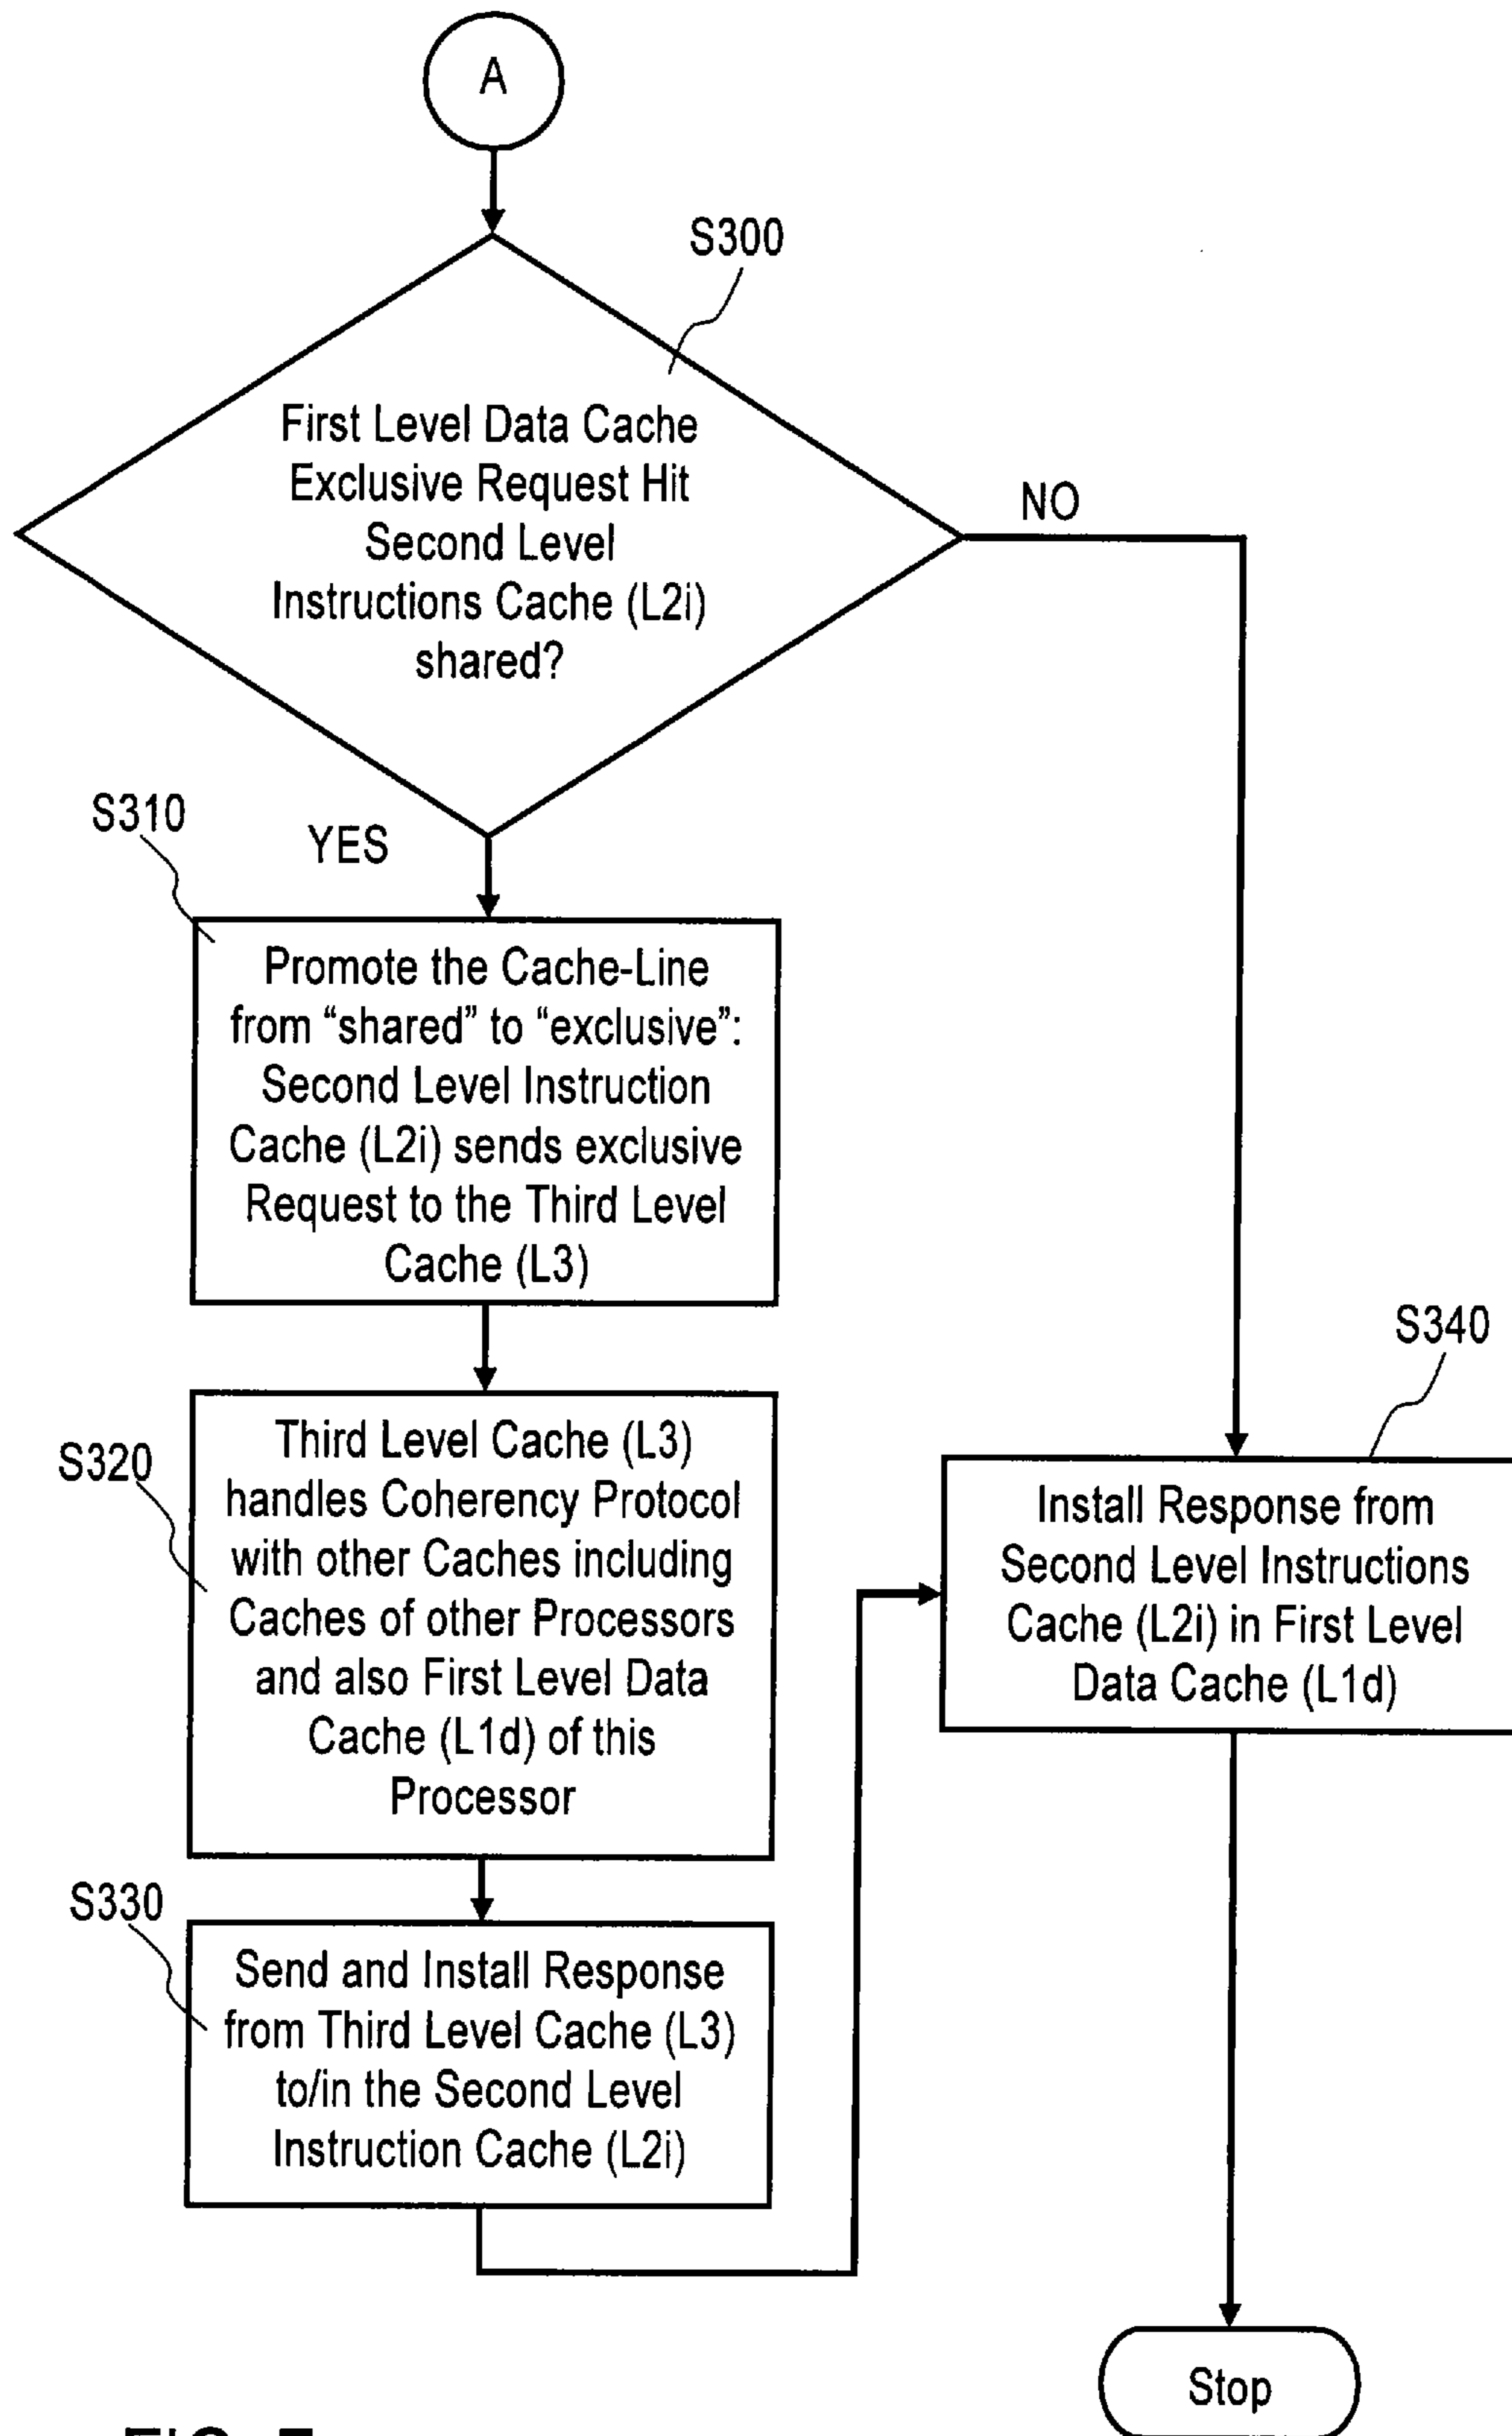 A
S300
First Level Data Cache
Exclusive Request Hit
Second Level
Instructions Cache (L2i)
shared?
NO
S310
YES
Promote the Cache-Line
from “shared” to “exclusive”:
Second Level Instruction
Cache (L2i) sends exclusive
Request to the Third Level
Cache (L3)
S320
Third Level Cache (L3)
handles Coherency Protocol
with other Caches including
Caches of other Processors
and also First Level Data
Cache (L1d) of this
Processor
S330
Send and Install Response
from Third Level Cache (L3)
to/in the Second Level
Instruction Cache (L2i)
S340
Install Response from
Second Level Instructions
Cache (L2i) in First Level
Data Cache (L1d)
Stop